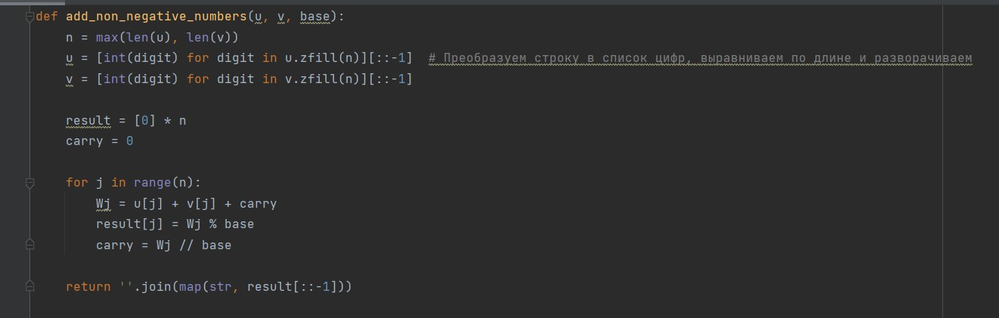 def add_non_negative_numbers(u, v, base):
    n = max(len(u), len(v))
    u = [int(digit) for digit in u.zfill(n)][::-1]  # Преобразуем строку в список цифр, выравниваем по длине и разворачиваем
    v = [int(digit) for digit in v.zfill(n)][::-1]

    result = [0] * n
    carry = 0

    for j in range(n):
        Wj = u[j] + v[j] + carry
        result[j] = Wj % base
        carry = Wj // base

    return ''.join(map(str, result[::-1]))